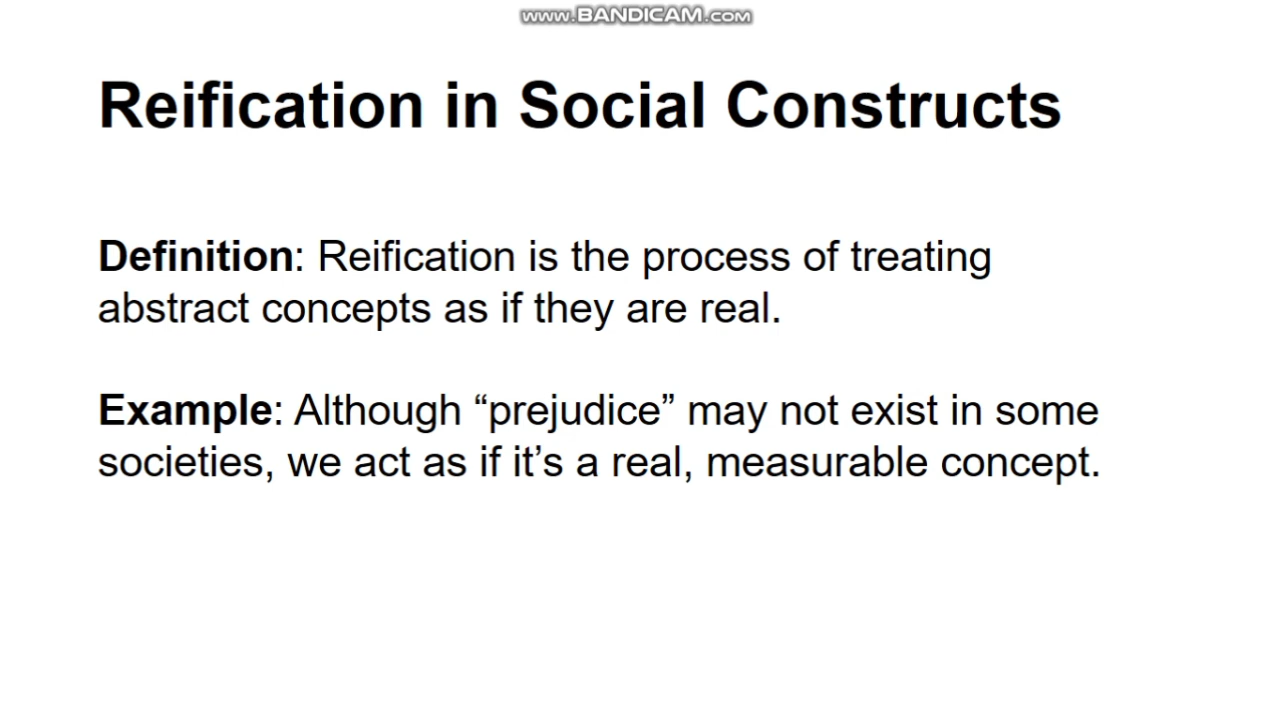 www.BANDICAM.com
Reification in Social Constructs
Definition: Reification is the process of treating
abstract concepts as if they are real.
Example: Although “prejudice” may not exist in some
societies, we act as if it’s a real, measurable concept.